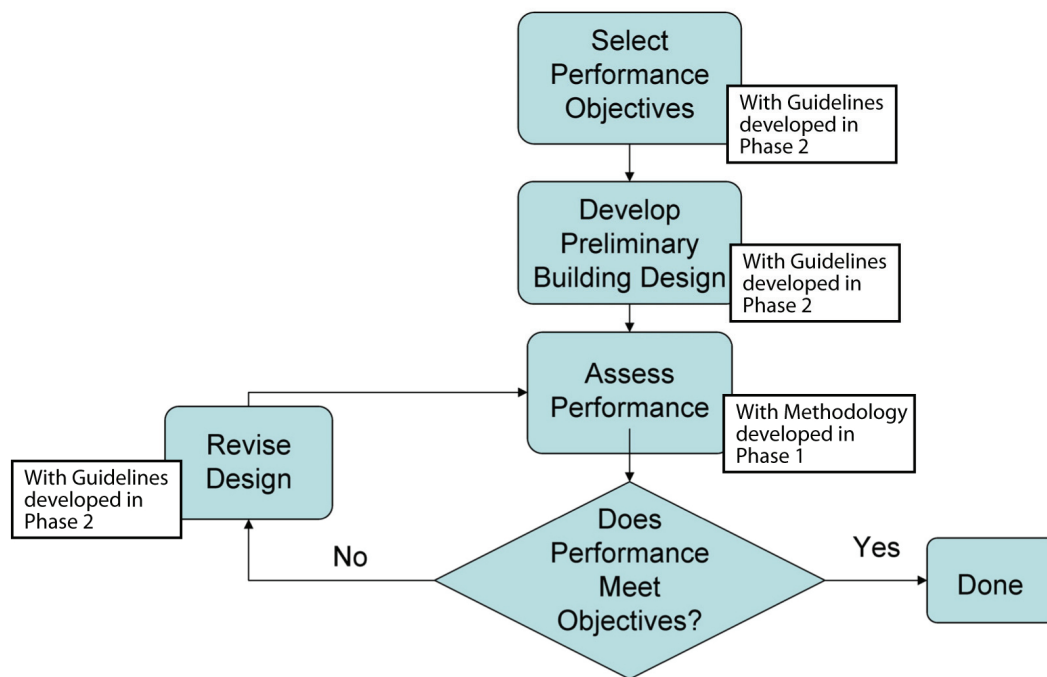 Select
Performance
Objectives
With Guidelines
developed in
Phase 2
Develop
Preliminary
Building Design
With Guidelines
developed in
Phase 2
Assess
Performance
With Methodology
developed in
Phase 1
Revise
Design
With Guidelines
developed in
Phase 2
Does
Performance
Meet
Objectives?
No
Yes
Done